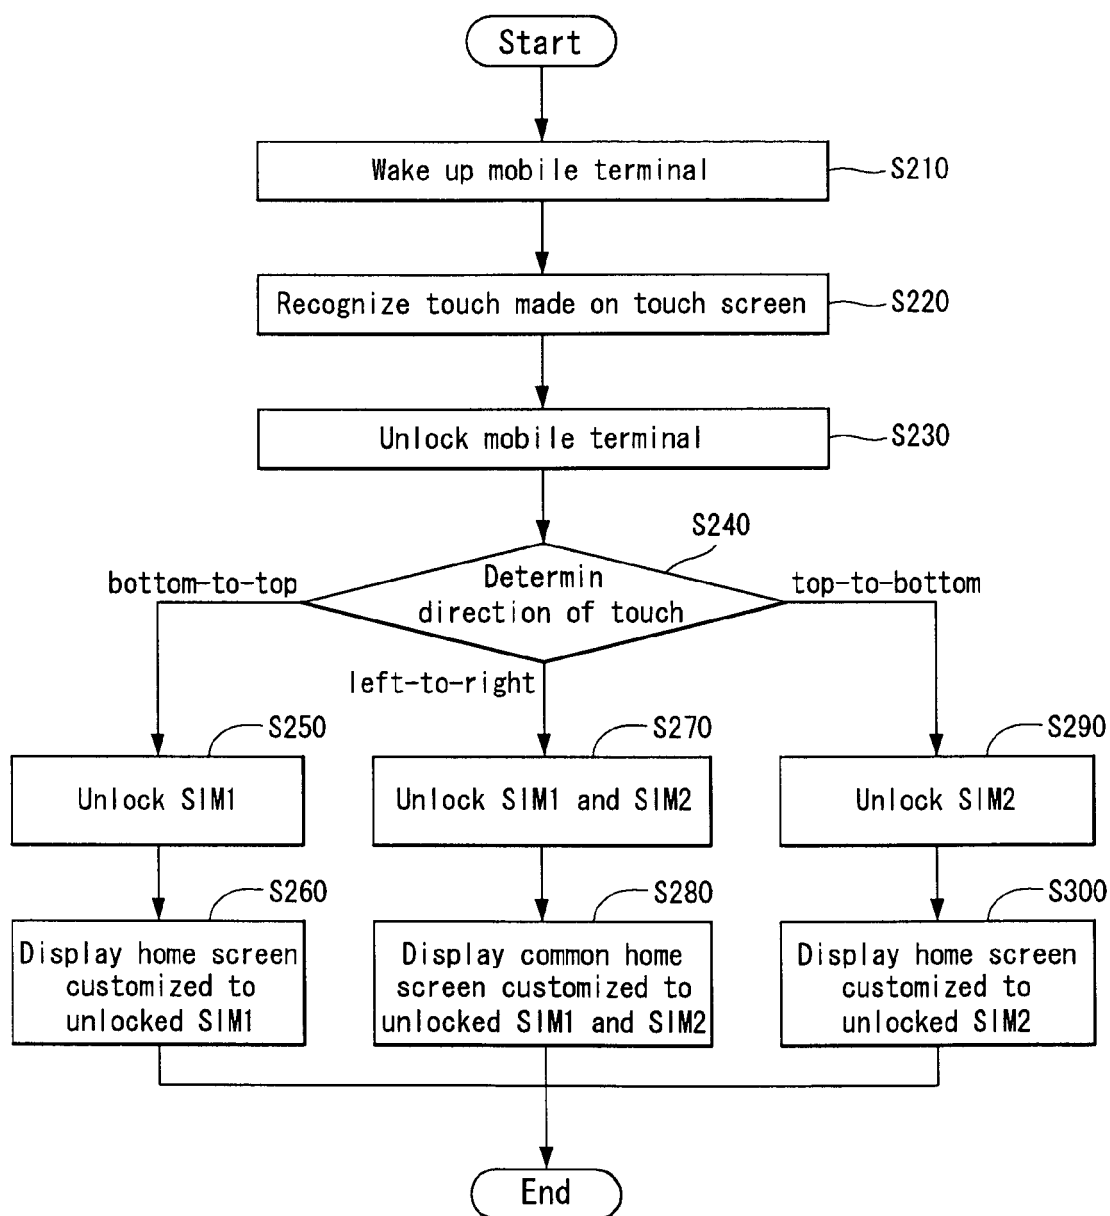 Start
Wake up mobile terminal
S210
Recognize touch made on touch screen
S220
Unlock mobile terminal
S230
S240
Determin
direction of touch
bottom-to-top
left-to-right
top-to-bottom
S250
Unlock SIM1
S270
Unlock SIM1 and SIM2
S290
Unlock SIM2
S260
Display home screen
customized to
unlocked SIM1
S280
Display common home
screen customized to
unlocked SIM1 and SIM2
S300
Display home screen
customized to
unlocked SIM2
End